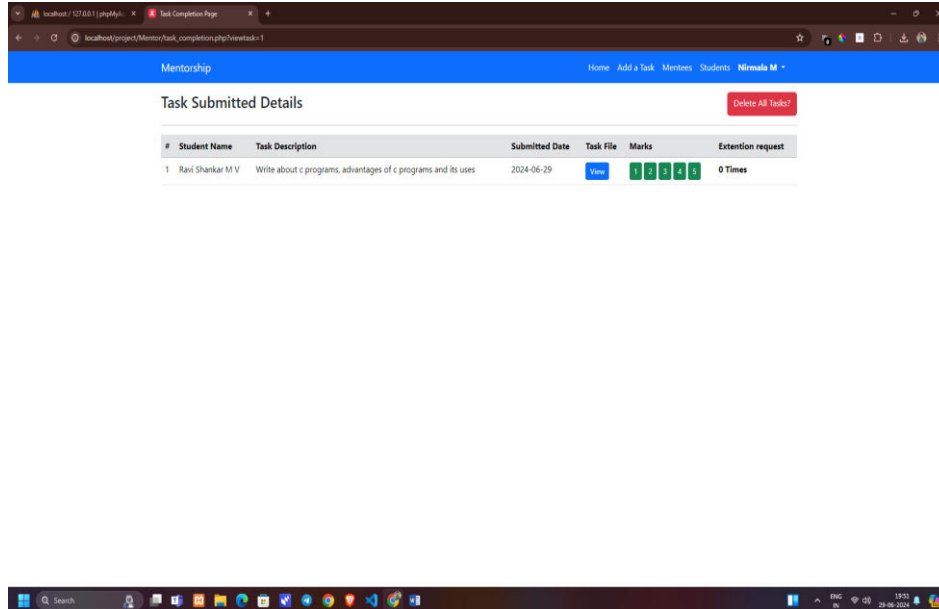 localhost / 127.0.0.1 | phpMyAd
Task Completion Page
localhost/project/Mentor/task_completion.php?viewtask=1
Mentorship
Home Add a Task Mentees Students Nirmala M
Task Submitted Details
Delete All Tasks?
# Student Name Task Description Submitted Date Task File Marks Extention request
1 Ravi Shankar M V Write about c programs, advantages of c programs and its uses 2024-06-29 View 1 2 3 4 5 0 Times
Search
ENG 19:51
IN 29-06-2024